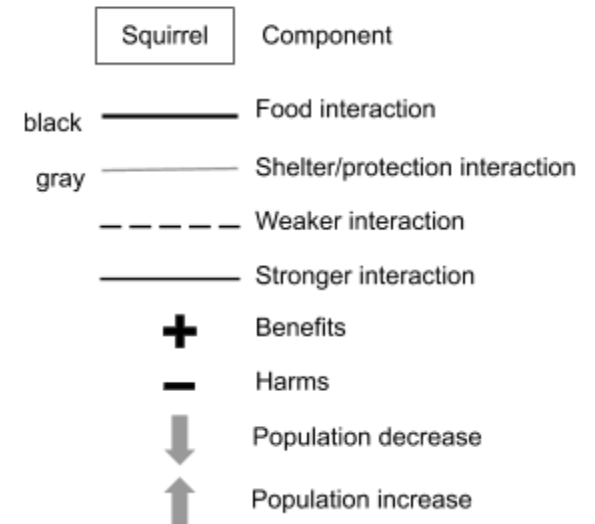 Squirrel Component
black Food interaction
gray Shelter/protection interaction
Weaker interaction
Stronger interaction
+ Benefits
– Harms
Population decrease
Population increase